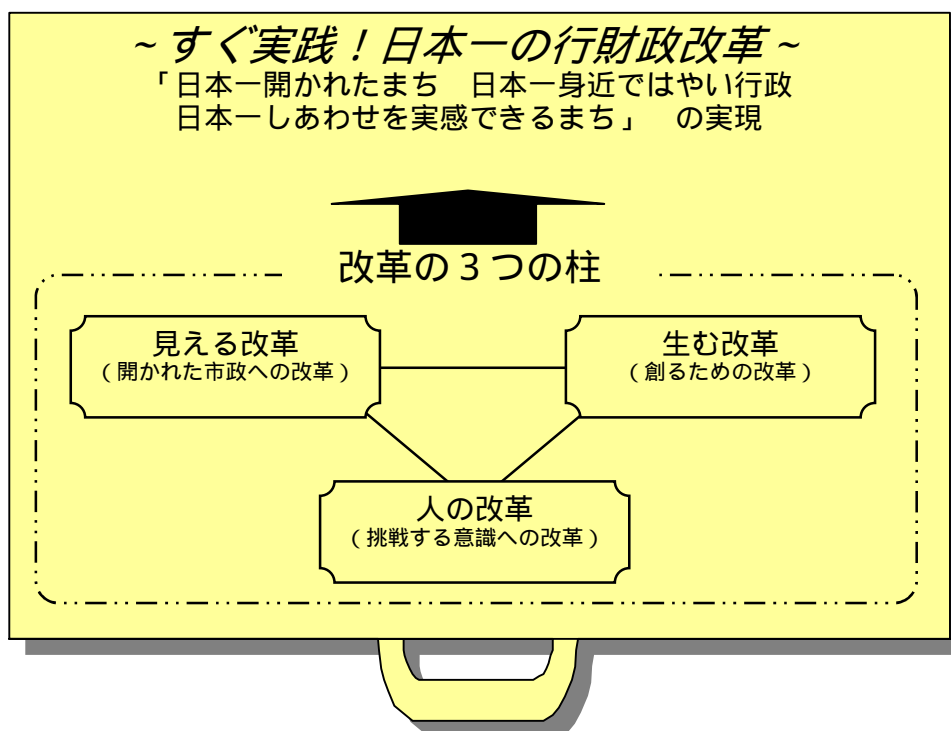 ~すぐ実践!日本一の行財政改革~
「日本一開かれたまち 日本一身近ではやい行政
日本一しあわせを実感できるまち」 の実現
改革の3つの柱
見える改革
(開かれた市政への改革)
生む改革
(創るための改革)
人の改革
(挑戦する意識への改革)